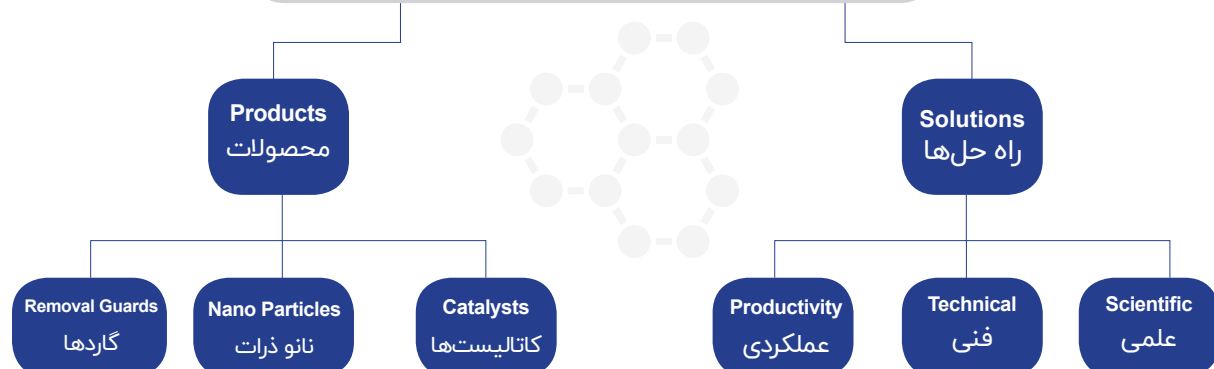 Products
محصولات
Solutions
راه حل‌ها
Removal Guards
گاردها
Nano Particles
نانو ذرات
Catalysts
کاتالیست‌ها
Productivity
عملکردی
Technical
فنی
Scientific
علمی